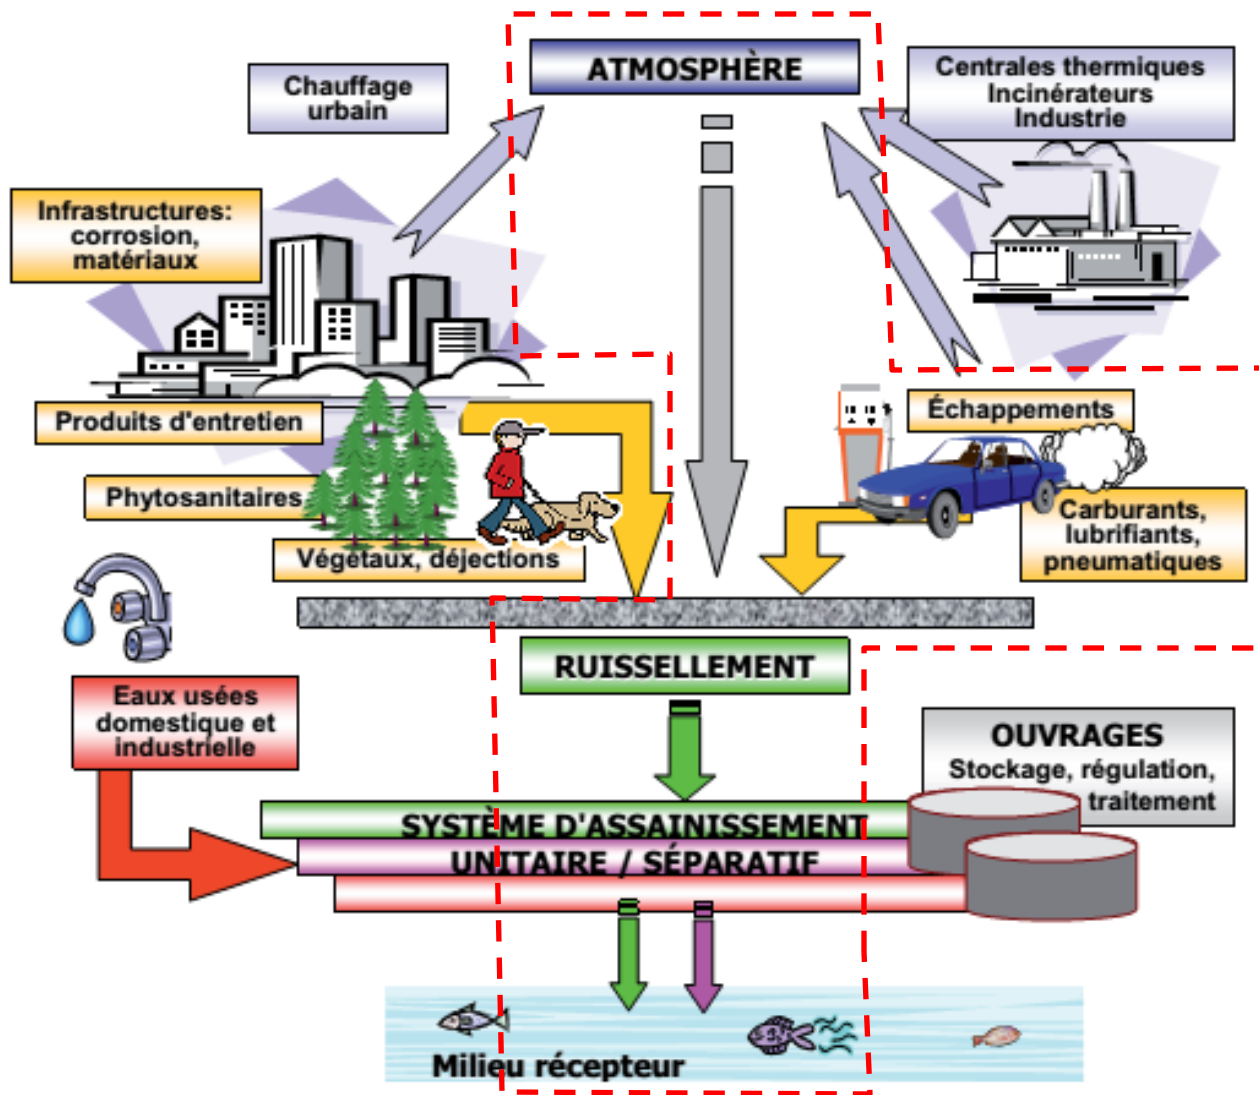 ATMOSPHÈRE
Chauffage
urbain
Centrales thermiques
Incinérateurs
Industrie
Infrastructures:
corrosion,
matériaux
Produits d'entretien
Échappements
Phytosanitaires
Carburants,
lubrifiants,
pneumatiques
Végétaux, déjections
RUISSELLEMENT
Eaux usées
domestique et
industrielle
OUVRAGES
Stockage, régulation,
traitement
SYSTÈME D'ASSAINISSEMENT
UNITAIRE / SÉPARATIF
Milieu récepteur